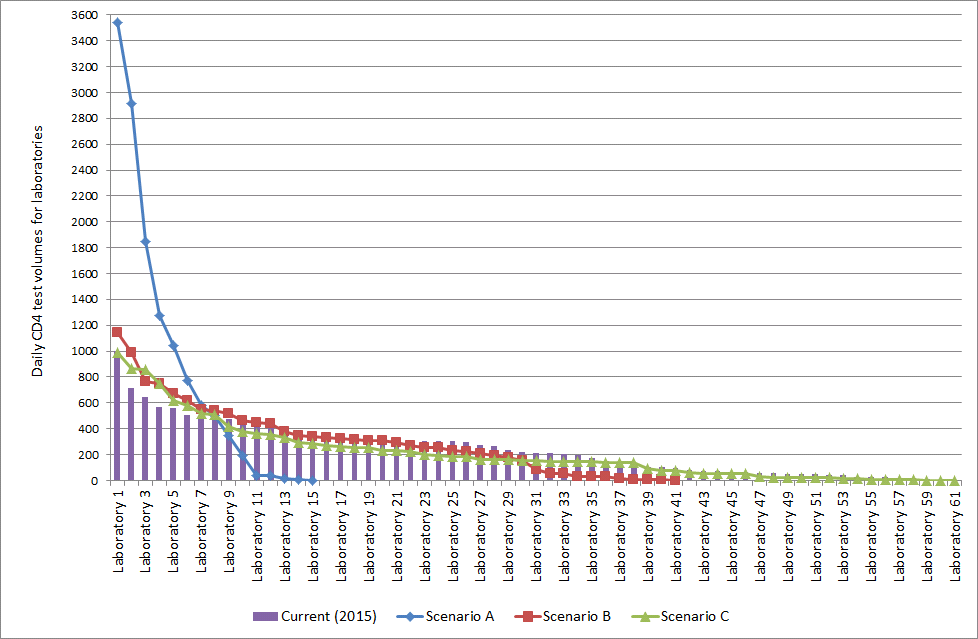 Daily CD4 test volumes for laboratories
3600
3400
3200
3000
2800
2600
2400
2200
2000
1800
1600
1400
1200
1000
800
600
400
200
0
Laboratory 1
Laboratory 3
Laboratory 5
Laboratory 7
Laboratory 9
Laboratory 11
Laboratory 13
Laboratory 15
Laboratory 17
Laboratory 19
Laboratory 21
Laboratory 23
Laboratory 25
Laboratory 27
Laboratory 29
Laboratory 31
Laboratory 33
Laboratory 35
Laboratory 37
Laboratory 39
Laboratory 41
Laboratory 43
Laboratory 45
Laboratory 47
Laboratory 49
Laboratory 51
Laboratory 53
Laboratory 55
Laboratory 57
Laboratory 59
Laboratory 61
Current (2015) Scenario A Scenario B Scenario C